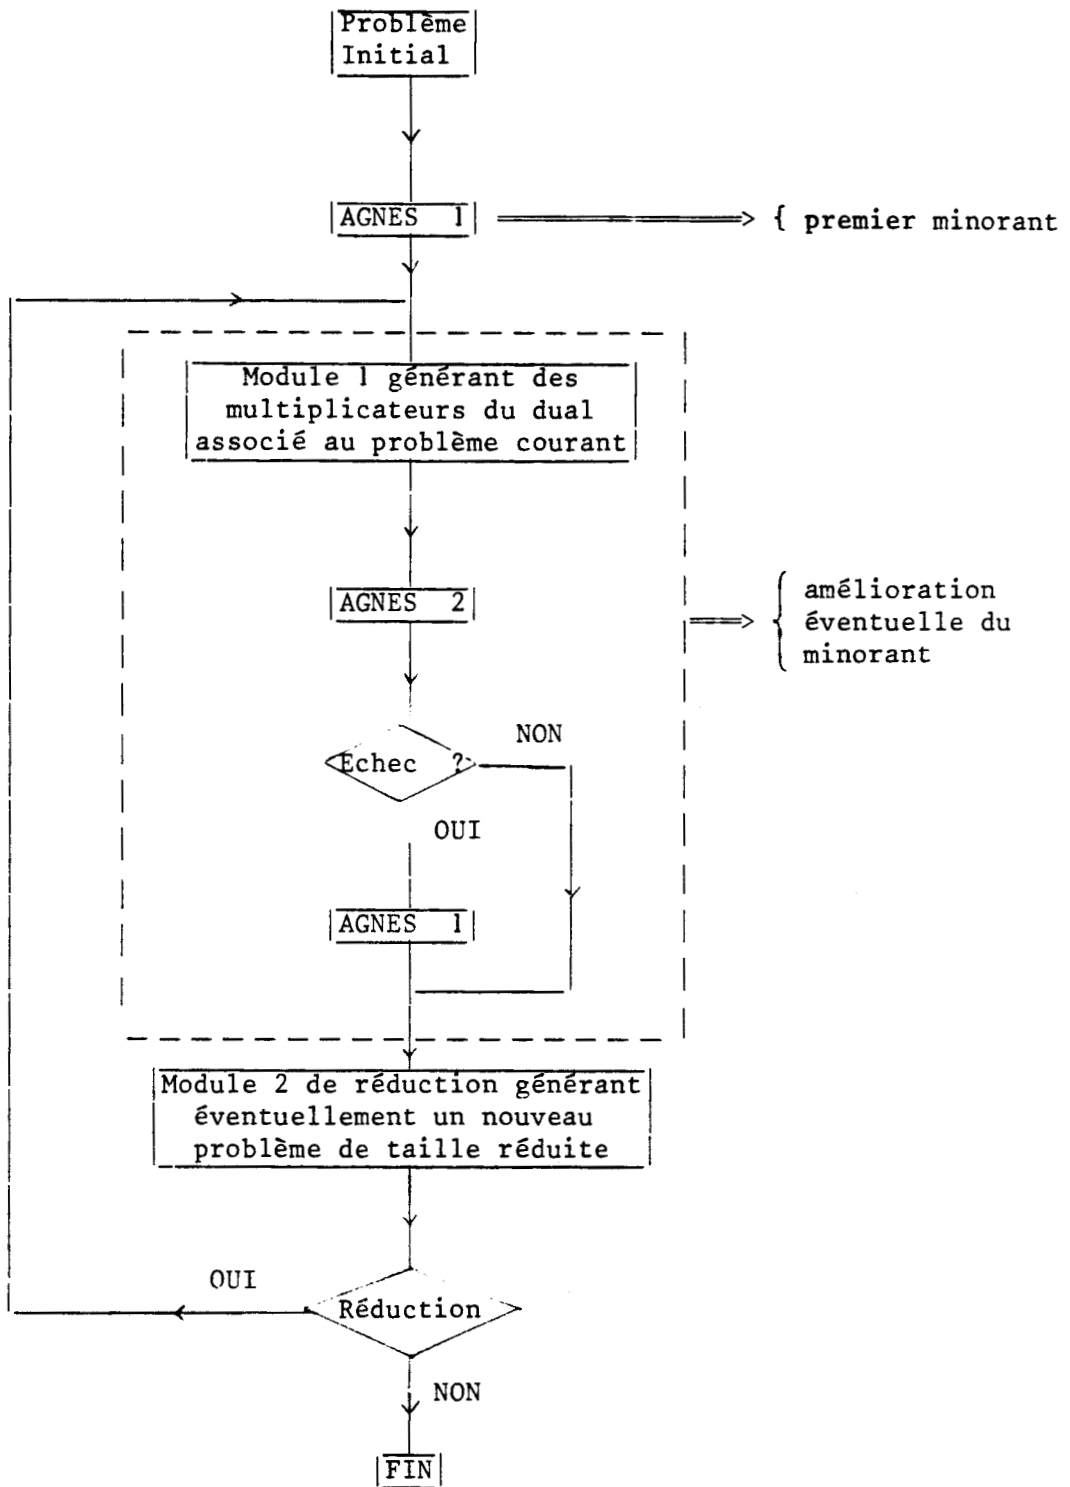 Problème
Initial
AGNES 1
{ premier minorant
Module 1 générant des
multiplicateurs du dual
associé au problème courant
AGNES 2
amélioration
éventuelle du
minorant
Echec ?
NON
OUI
AGNES 1
Module 2 de réduction générant
éventuellement un nouveau
problème de taille réduite
OUI
Réduction
NON
FIN